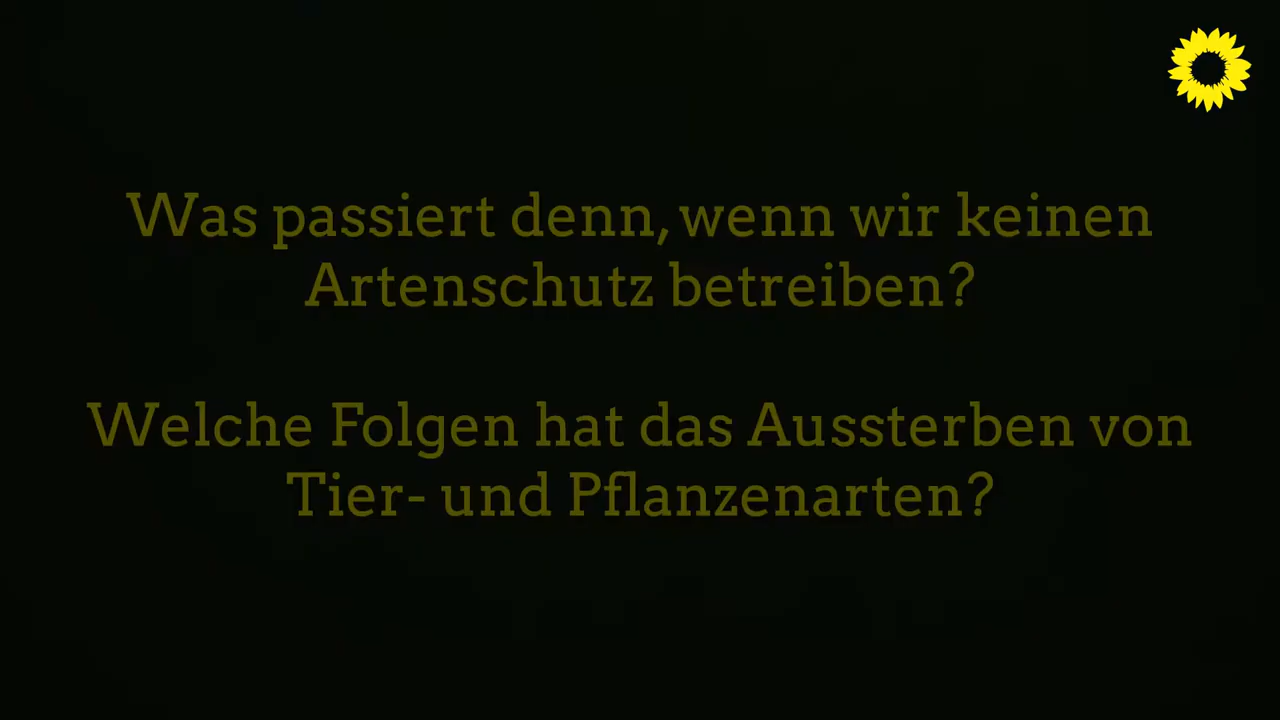 Was passiert denn, wenn wir keinen
Artenschutz betreiben?
Welche Folgen hat das Aussterben von
Tier- und Pflanzenarten?